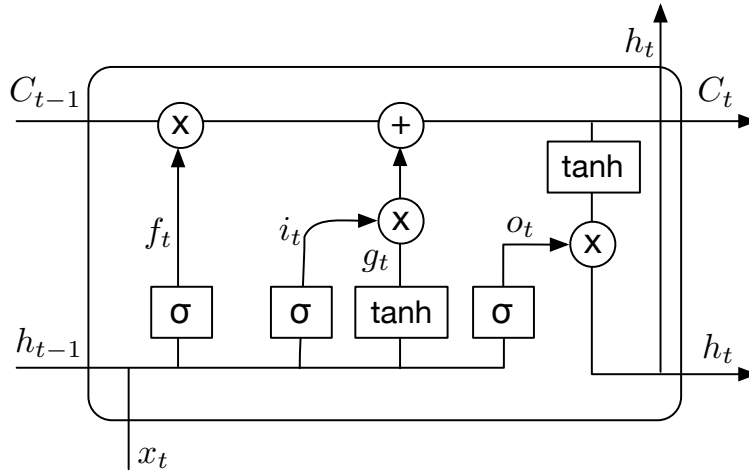 h_t
C_{t−1}
C_t
x
+
tanh
f_t
i_t
x
o_t
x
g_t
σ
σ
tanh
σ
h_{t−1}
h_t
x_t